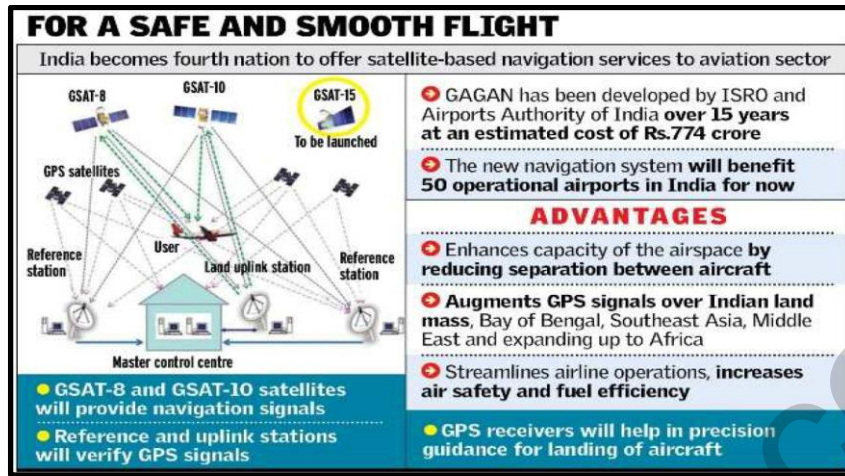 FOR A SAFE AND SMOOTH FLIGHT
India becomes fourth nation to offer satellite-based navigation services to aviation sector
GSAT-8
GSAT-10
GSAT-15
To be launched
GPS satellites
User
Reference
station
Land uplink station
Reference
station
Master control centre
GSAT-8 and GSAT-10 satellites
will provide navigation signals
Reference and uplink stations
will verify GPS signals
GAGAN has been developed by ISRO and
Airports Authority of India over 15 years
at an estimated cost of Rs.774 crore
The new navigation system will benefit
50 operational airports in India for now
ADVANTAGES
Enhances capacity of the airspace by
reducing separation between aircraft
Augments GPS signals over Indian land
mass, Bay of Bengal, Southeast Asia, Middle
East and expanding up to Africa
Streamlines airline operations, increases
air safety and fuel efficiency
GPS receivers will help in precision
guidance for landing of aircraft